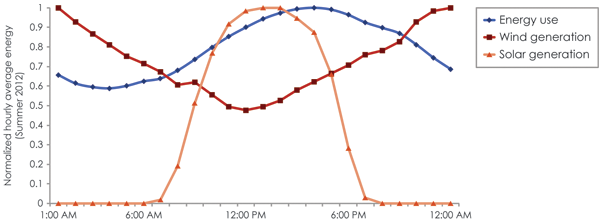 Normalized hourly average energy
(Summer 2012)
1
0.9
0.8
0.7
0.6
0.5
0.4
0.3
0.2
0.1
0
1:00 AM
6:00 AM
12:00 PM
6:00 PM
12:00 AM
Energy use
Wind generation
Solar generation